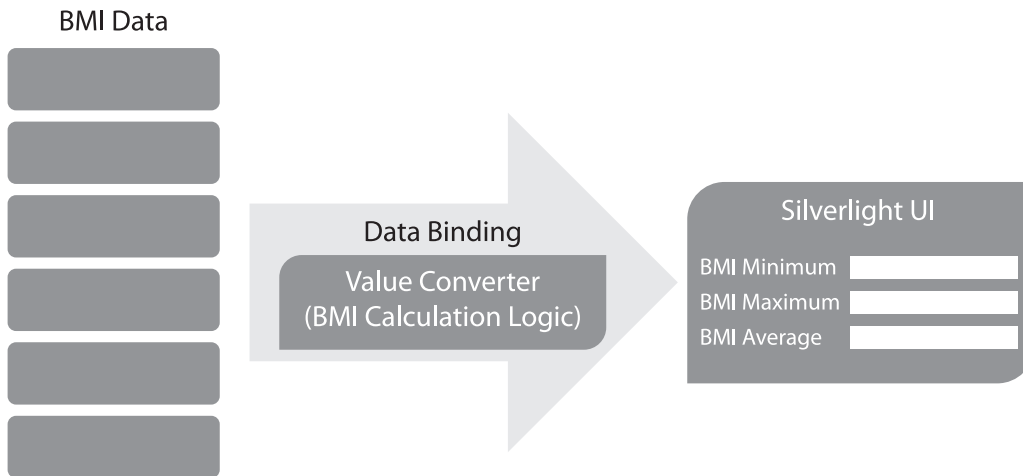 BMI Data
Data Binding
Value Converter
(BMI Calculation Logic)
Silverlight UI
BMI Minimum
BMI Maximum
BMI Average